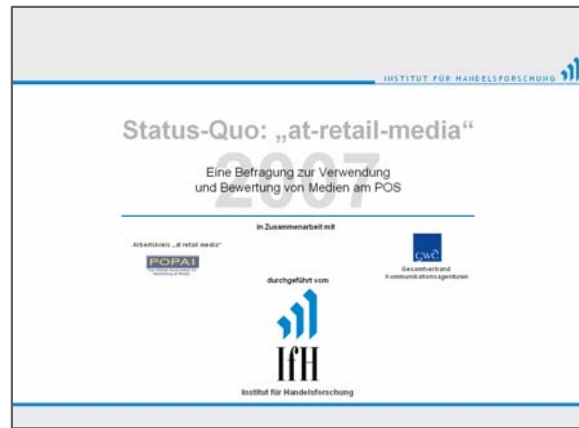 INSTITUT FÜR HANDELSFORSCHUNG
Status-Quo: „at-retail-media“
2007
Eine Befragung zur Verwendung
und Bewertung von Medien am POS
in Zusammenarbeit mit
Arbeitskreis „at retail media“
POPAI
GWA
Gesamtverband
Kommunikationsagenturen
durchgeführt vom
IfH
Institut für Handelsforschung